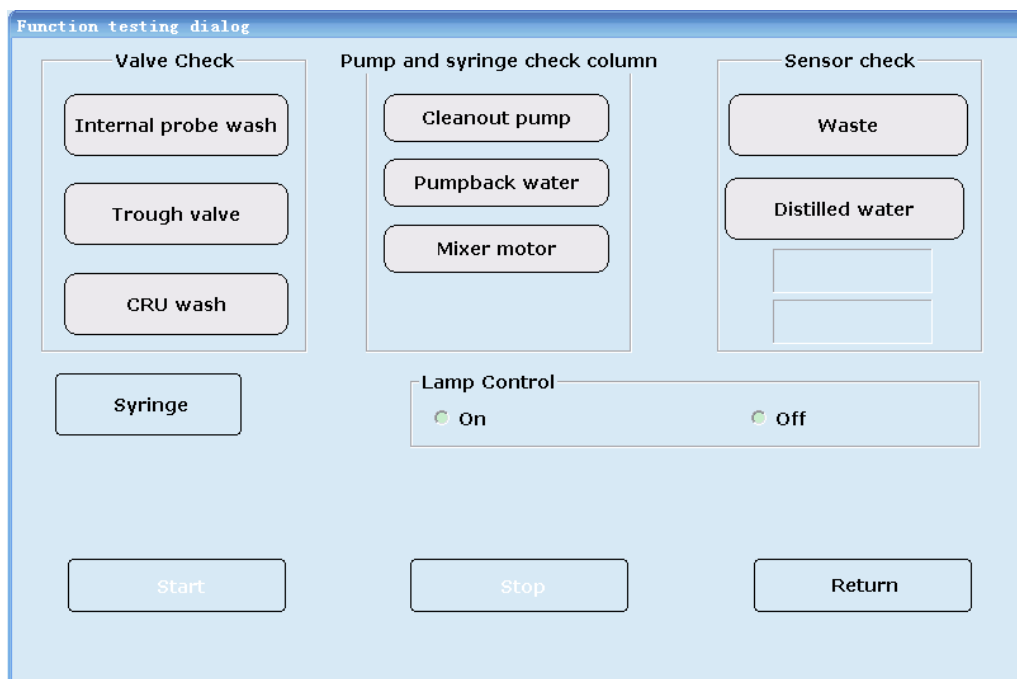 Function testing dialog
Valve Check
Internal probe wash
Trough valve
CRU wash
Pump and syringe check column
Cleanout pump
Pumpback water
Mixer motor
Sensor check
Waste
Distilled water
Syringe
Lamp Control
On
Off
Start
Stop
Return